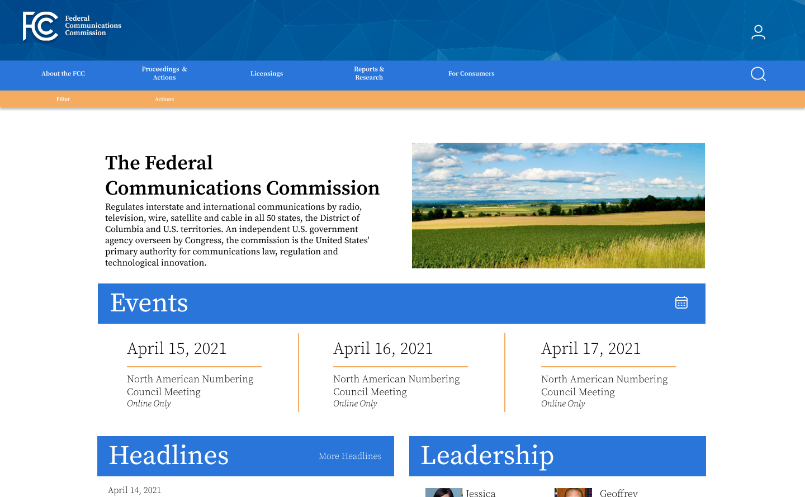 FCC
Federal
Communications
Commission
About the FCC
Proceedings &
Actions
Licensings
Reports &
Research
For Consumers
Filter
Actions
The Federal
Communications Commission
Regulates interstate and international communications by radio,
television, wire, satellite and cable in all 50 states, the District of
Columbia and U.S. territories. An independent U.S. government
agency overseen by Congress, the commission is the United States'
primary authority for communications law, regulation and
technological innovation.
Events
April 15, 2021
North American Numbering
Council Meeting
Online Only
April 16, 2021
North American Numbering
Council Meeting
Online Only
April 17, 2021
North American Numbering
Council Meeting
Online Only
Headlines
More Headlines
April 14, 2021
Leadership
Jessica
Geoffrey